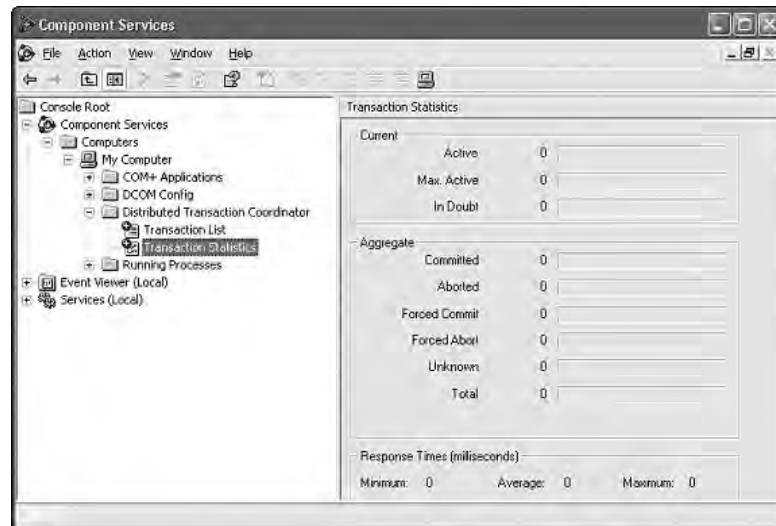 Component Services
File Action View Window Help
Console Root
Component Services
Computers
My Computer
COM+ Applications
DCOM Config
Distributed Transaction Coordinator
Transaction List
Transaction Statistics
Running Processes
Event Viewer (Local)
Services (Local)
Transaction Statistics
Current
Active 0
Max. Active 0
In Doubt 0
Aggregate
Committed 0
Aborted 0
Forced Commit 0
Forced Abort 0
Unknown 0
Total 0
Response Times (milliseconds)
Minimum: 0 Average: 0 Maximum: 0